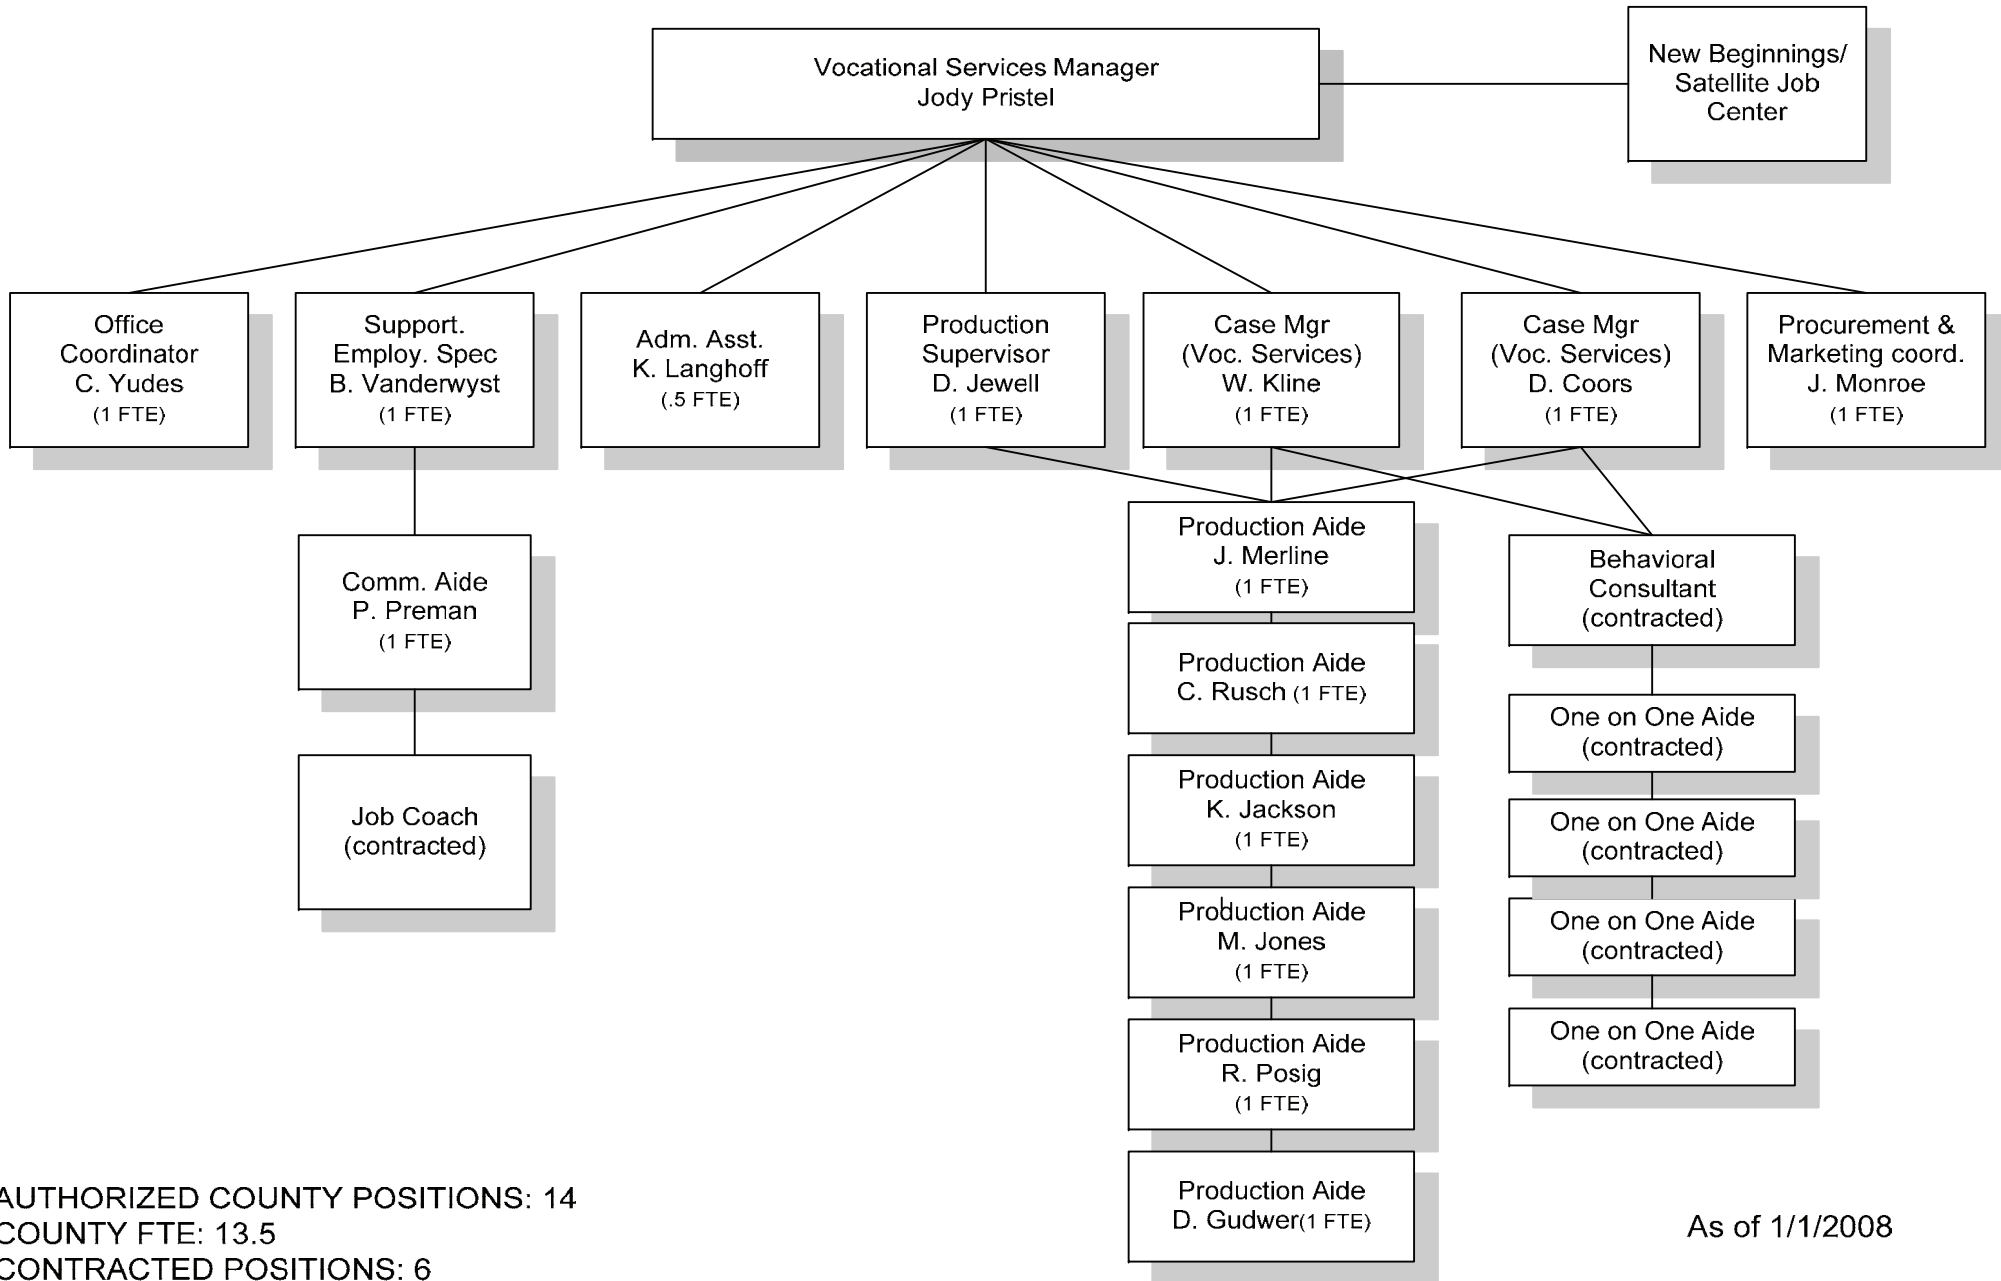 Vocational Services Manager
Jody Pristel
New Beginnings/
Satellite Job
Center
Office
Coordinator
C. Yudes
(1 FTE)
Support.
Employ. Spec
B. Vanderwyst
(1 FTE)
Adm. Asst.
K. Langhoff
(.5 FTE)
Production
Supervisor
D. Jewell
(1 FTE)
Case Mgr
(Voc. Services)
W. Kline
(1 FTE)
Case Mgr
(Voc. Services)
D. Coors
(1 FTE)
Procurement &
Marketing coord.
J. Monroe
(1 FTE)
Comm. Aide
P. Preman
(1 FTE)
Job Coach
(contracted)
Production Aide
J. Merline
(1 FTE)
Production Aide
C. Rusch (1 FTE)
Production Aide
K. Jackson
(1 FTE)
Production Aide
M. Jones
(1 FTE)
Production Aide
R. Posig
(1 FTE)
Production Aide
D. Gudwer(1 FTE)
Behavioral
Consultant
(contracted)
One on One Aide
(contracted)
One on One Aide
(contracted)
One on One Aide
(contracted)
One on One Aide
(contracted)
AUTHORIZED COUNTY POSITIONS: 14
COUNTY FTE: 13.5
CONTRACTED POSITIONS: 6
As of 1/1/2008